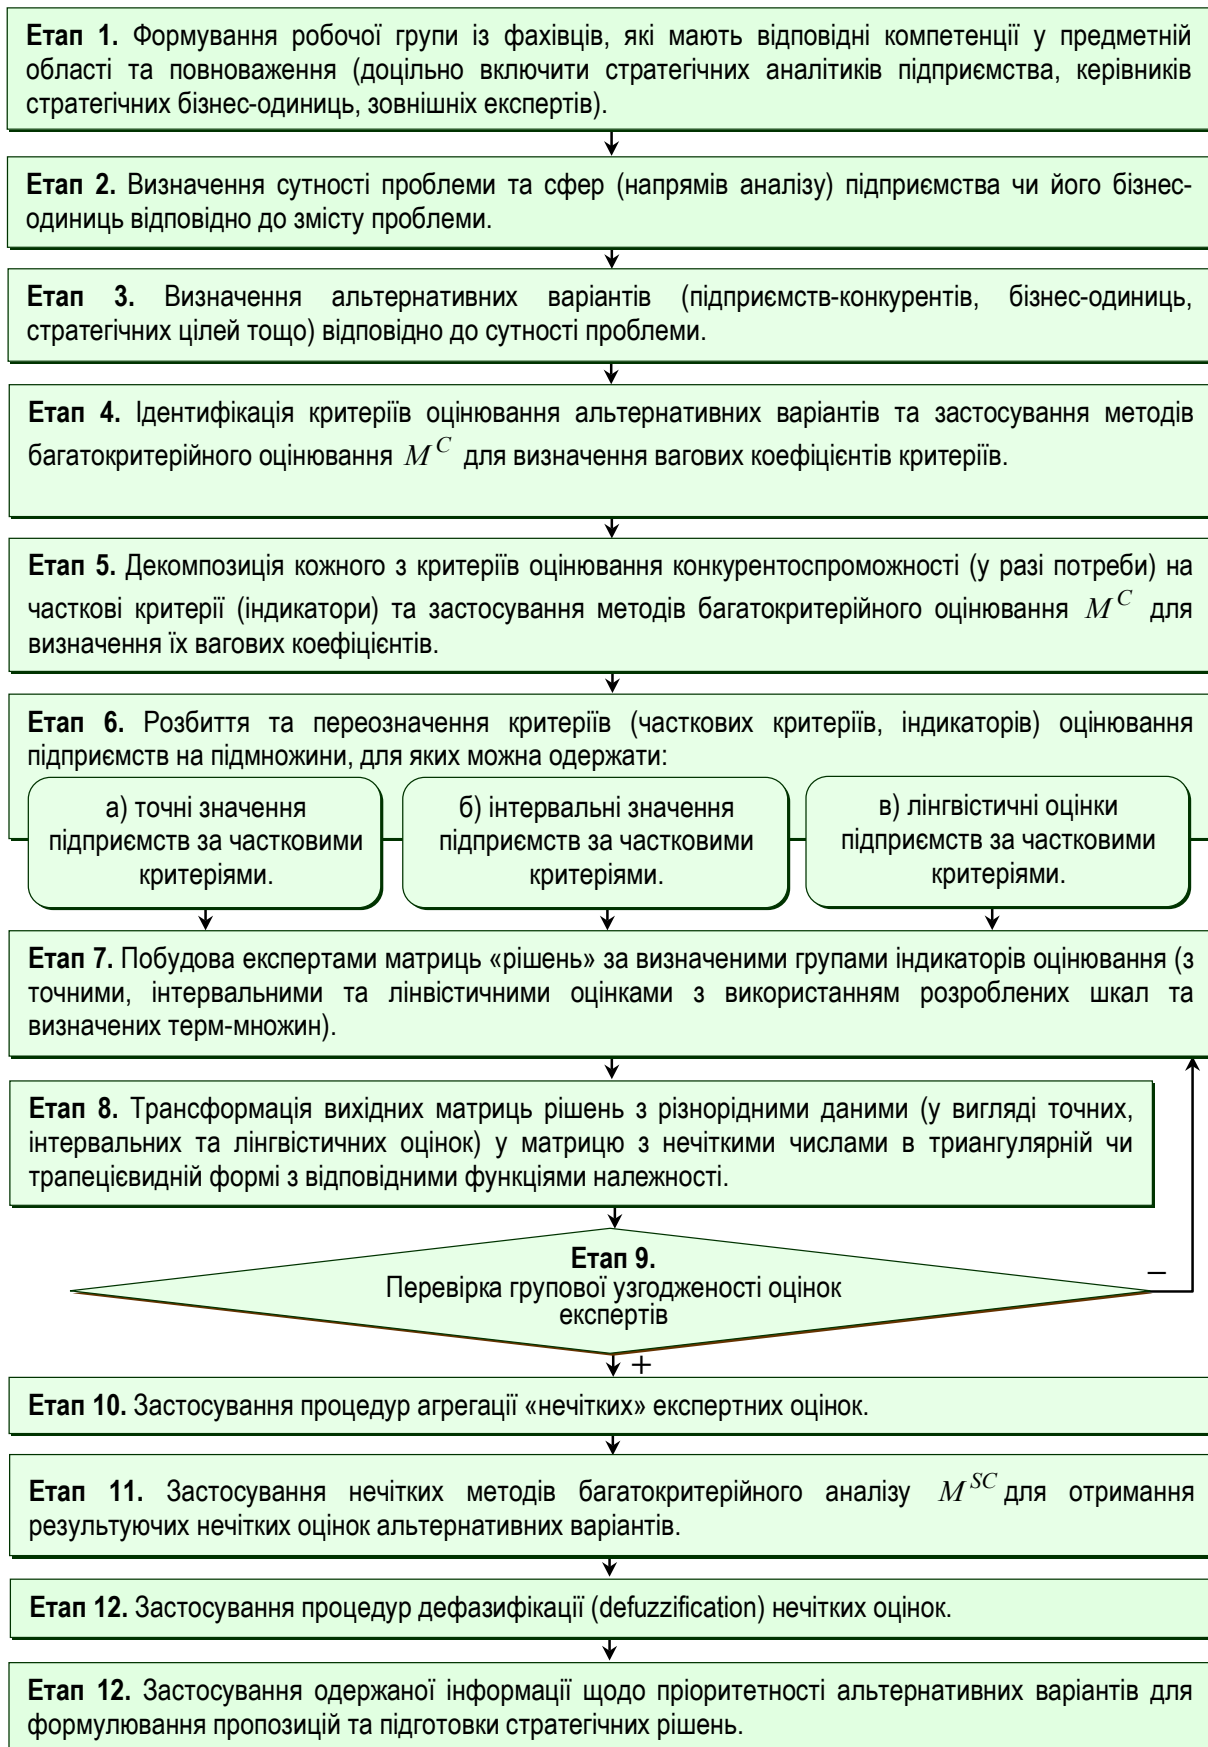 Етап 1. Формування робочої групи із фахівців, які мають відповідні компетенції у предметній
області та повноваження (доцільно включити стратегічних аналітиків підприємства, керівників
стратегічних бізнес-одиниць, зовнішніх експертів).
Етап 2. Визначення сутності проблеми та сфер (напрямів аналізу) підприємства чи його бізнес-
одиниць відповідно до змісту проблеми.
Етап 3. Визначення альтернативних варіантів (підприємств-конкурентів, бізнес-одиниць,
стратегічних цілей тощо) відповідно до сутності проблеми.
Етап 4. Ідентифікація критеріїв оцінювання альтернативних варіантів та застосування методів
багатокритерійного оцінювання M^C для визначення вагових коефіцієнтів критеріїв.
Етап 5. Декомпозиція кожного з критеріїв оцінювання конкурентоспроможності (у разі потреби) на
часткові критерії (індикатори) та застосування методів багатокритерійного оцінювання M^C для
визначення їх вагових коефіцієнтів.
Етап 6. Розбиття та переозначення критеріїв (часткових критеріїв, індикаторів) оцінювання
підприємств на підмножини, для яких можна одержати:
а) точні значення
підприємств за частковими
критеріями.
б) інтервальні значення
підприємств за частковими
критеріями.
в) лінгвістичні оцінки
підприємств за частковими
критеріями.
Етап 7. Побудова експертами матриць «рішень» за визначеними групами індикаторів оцінювання (з
точними, інтервальними та лінвістичними оцінками з використанням розроблених шкал та
визначених терм-множин).
Етап 8. Трансформація вихідних матриць рішень з різнорідними даними (у вигляді точних,
інтервальних та лінгвістичних оцінок) у матрицю з нечіткими числами в триангулярній чи
трапецієвидній формі з відповідними функціями належності.
Етап 9.
Перевірка групової узгодженості оцінок
експертів
–
+
Етап 10. Застосування процедур агрегації «нечітких» експертних оцінок.
Етап 11. Застосування нечітких методів багатокритерійного аналізу M^SC для отримання
результуючих нечітких оцінок альтернативних варіантів.
Етап 12. Застосування процедур дефазифікації (defuzzification) нечітких оцінок.
Етап 12. Застосування одержаної інформації щодо пріоритетності альтернативних варіантів для
формулювання пропозицій та підготовки стратегічних рішень.